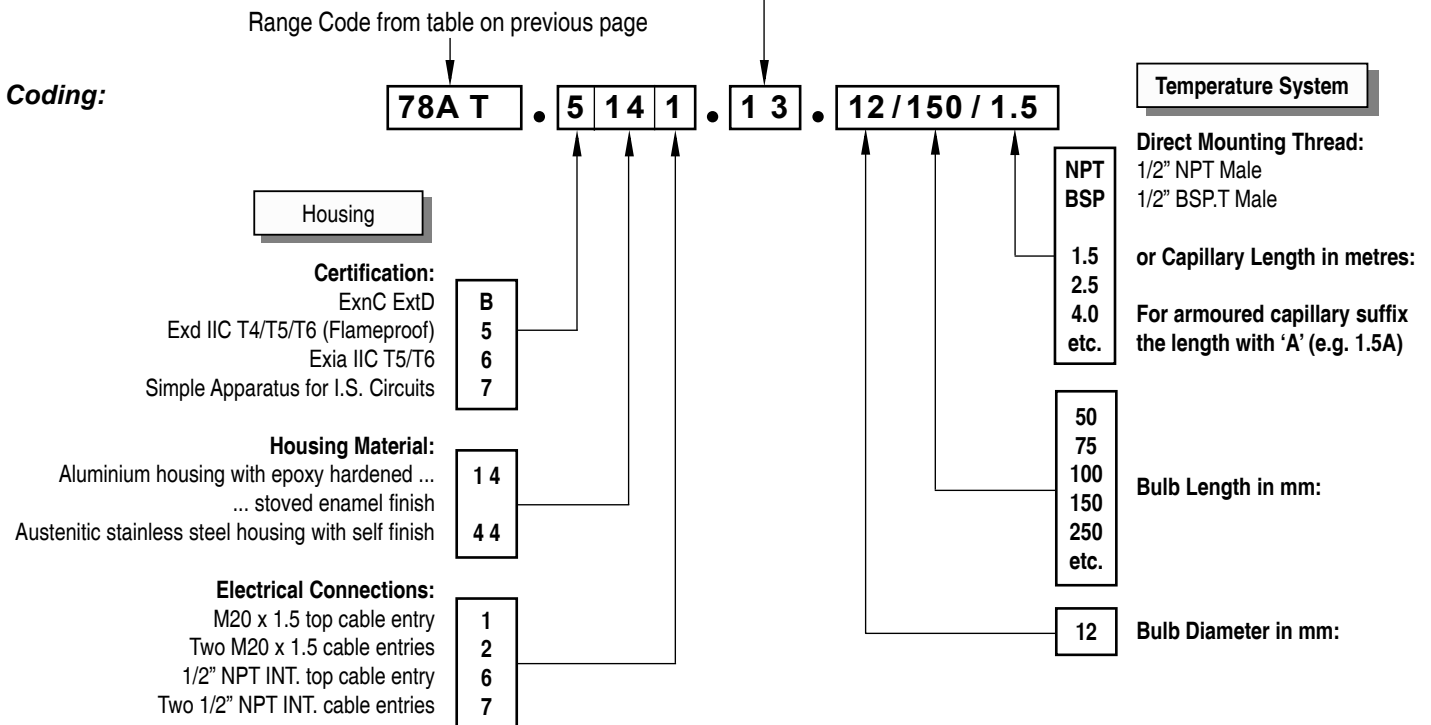 Range Code from table on previous page
Coding:
78A T . 5 14 1 . 1 3 . 12/150 / 1.5
Housing
Certification:
ExnC ExtD B
Exd IIC T4/T5/T6 (Flameproof) 5
Exia IIC T5/T6 6
Simple Apparatus for I.S. Circuits 7
Housing Material:
Aluminium housing with epoxy hardened ... 1 4
... stoved enamel finish
Austenitic stainless steel housing with self finish 4 4
Electrical Connections:
M20 x 1.5 top cable entry 1
Two M20 x 1.5 cable entries 2
1/2” NPT INT. top cable entry 6
Two 1/2” NPT INT. cable entries 7
Temperature System
Direct Mounting Thread:
NPT 1/2” NPT Male
BSP 1/2” BSP.T Male
1.5 or Capillary Length in metres:
2.5
4.0 For armoured capillary suffix
etc. the length with ‘A’ (e.g. 1.5A)
50
75
100
150 Bulb Length in mm:
250
etc.
12 Bulb Diameter in mm: